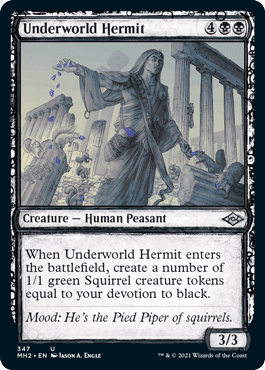 Underworld Hermit 4
Creature — Human Peasant
When Underworld Hermit enters
the battlefield, create a number of
1/1 green Squirrel creature tokens
equal to your devotion to black.
Mood: He's the Pied Piper of squirrels.
3/3
347 U
MH2 • EN Jason A. Engle
™ & © 2021 Wizards of the Coast